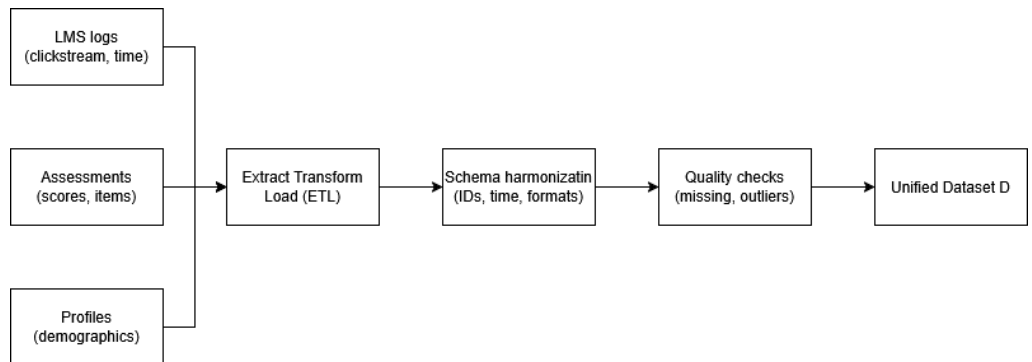 LMS logs
(clickstream, time)
Assessments
(scores, items)
Profiles
(demographics)
Extract Transform
Load (ETL)
Schema harmonizatin
(IDs, time, formats)
Quality checks
(missing, outliers)
Unified Dataset D